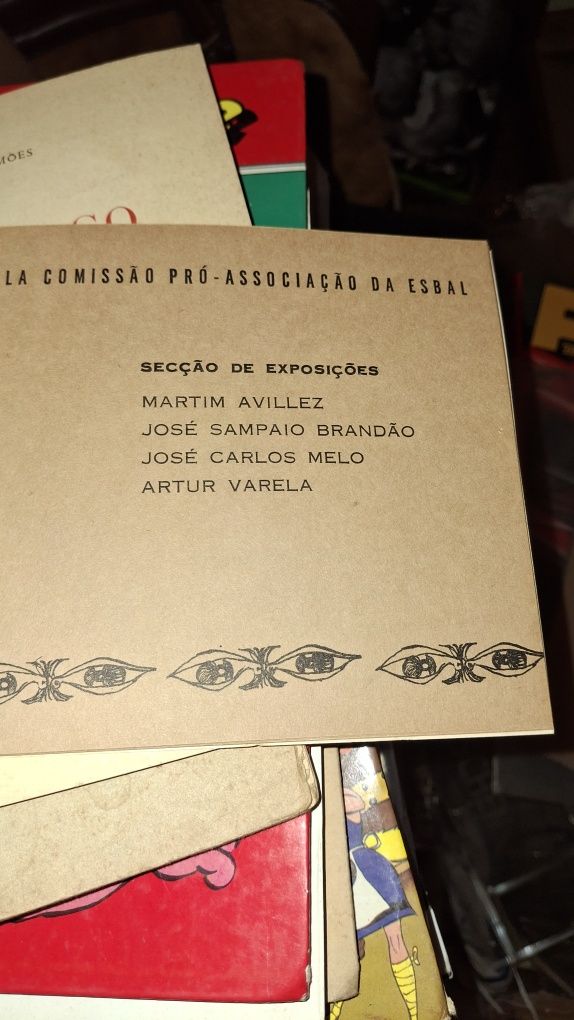 LA COMISSÃO PRÓ-ASSOCIAÇÃO DA ESBAL
SECÇÃO DE EXPOSIÇÕES
MARTIM AVILLEZ
JOSÉ SAMPAIO BRANDÃO
JOSÉ CARLOS MELO
ARTUR VARELA